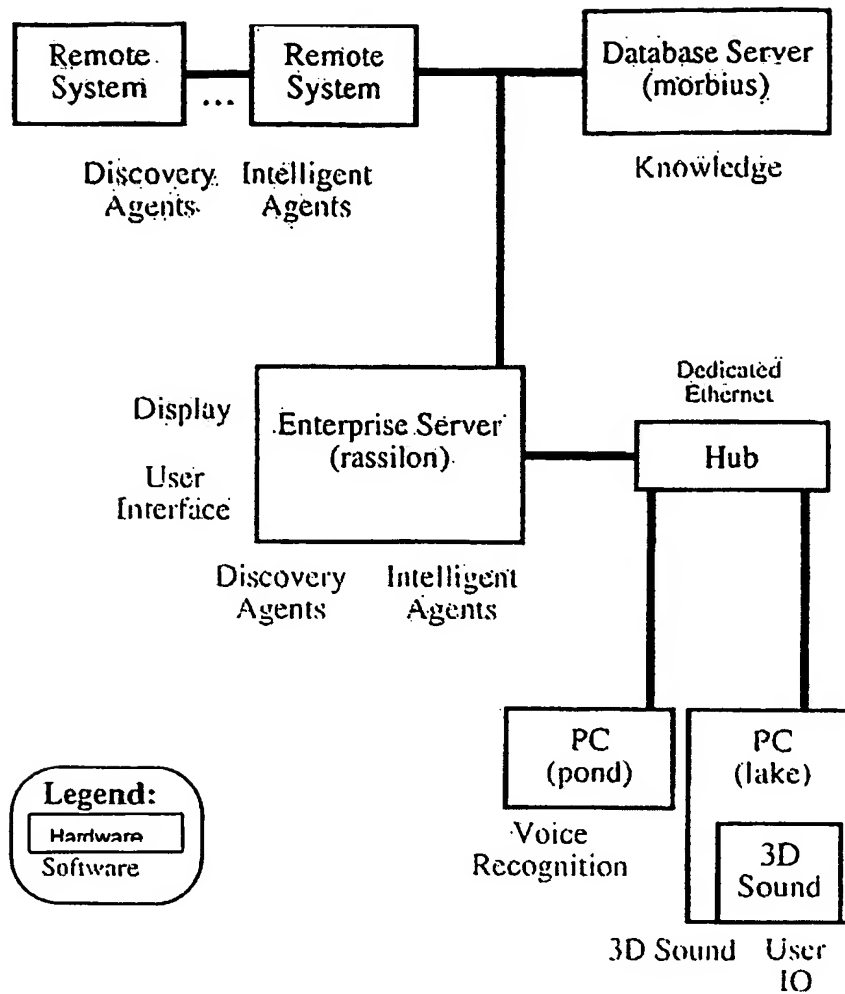 Remote
System
...
Remote
System
Database Server
(morbius)
Discovery
Agents
Intelligent
Agents
Knowledge
Display
User
Interface
Enterprise Server
(rassilon)
Dedicated
Ethernet
Hub
Discovery
Agents
Intelligent
Agents
PC
(pond)
PC
(lake)
Voice
Recognition
3D
Sound
3D Sound
User
IO
Legend:
Hardware
Software